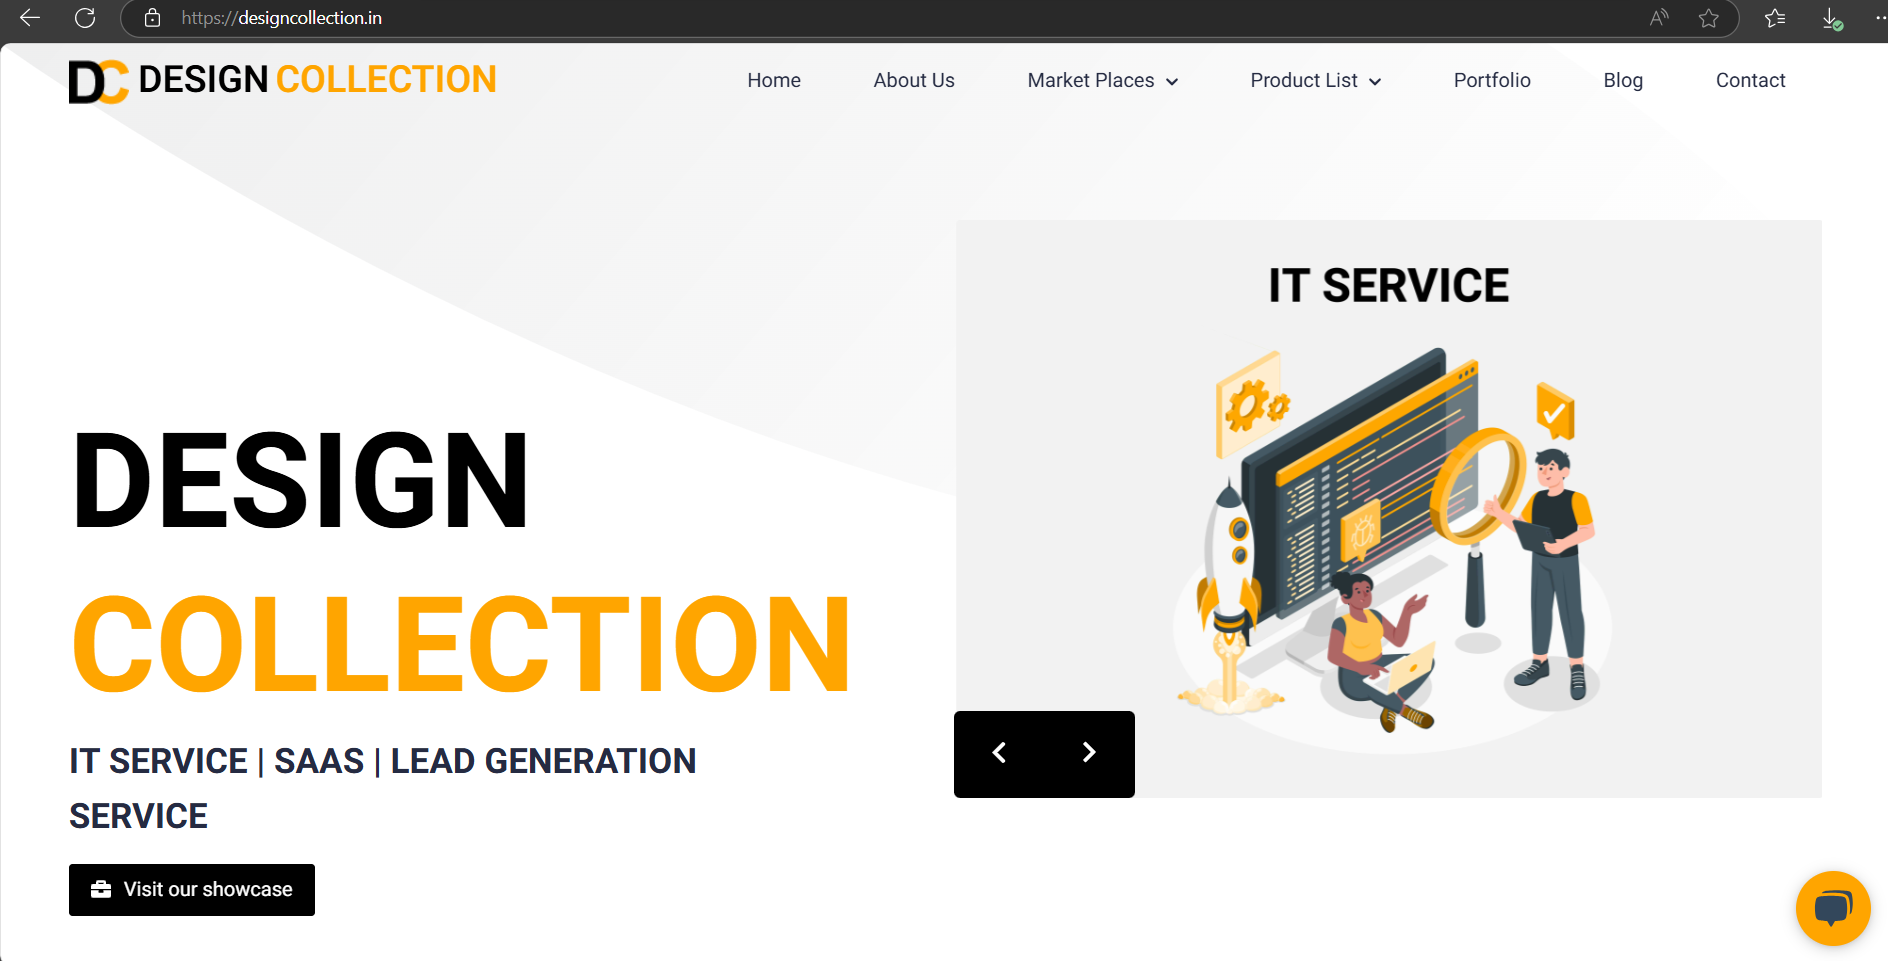 https://designcollection.in
DC DESIGN COLLECTION
Home About Us Market Places Product List Portfolio Blog Contact
IT SERVICE
DESIGN
COLLECTION
IT SERVICE | SAAS | LEAD GENERATION
SERVICE
Visit our showcase